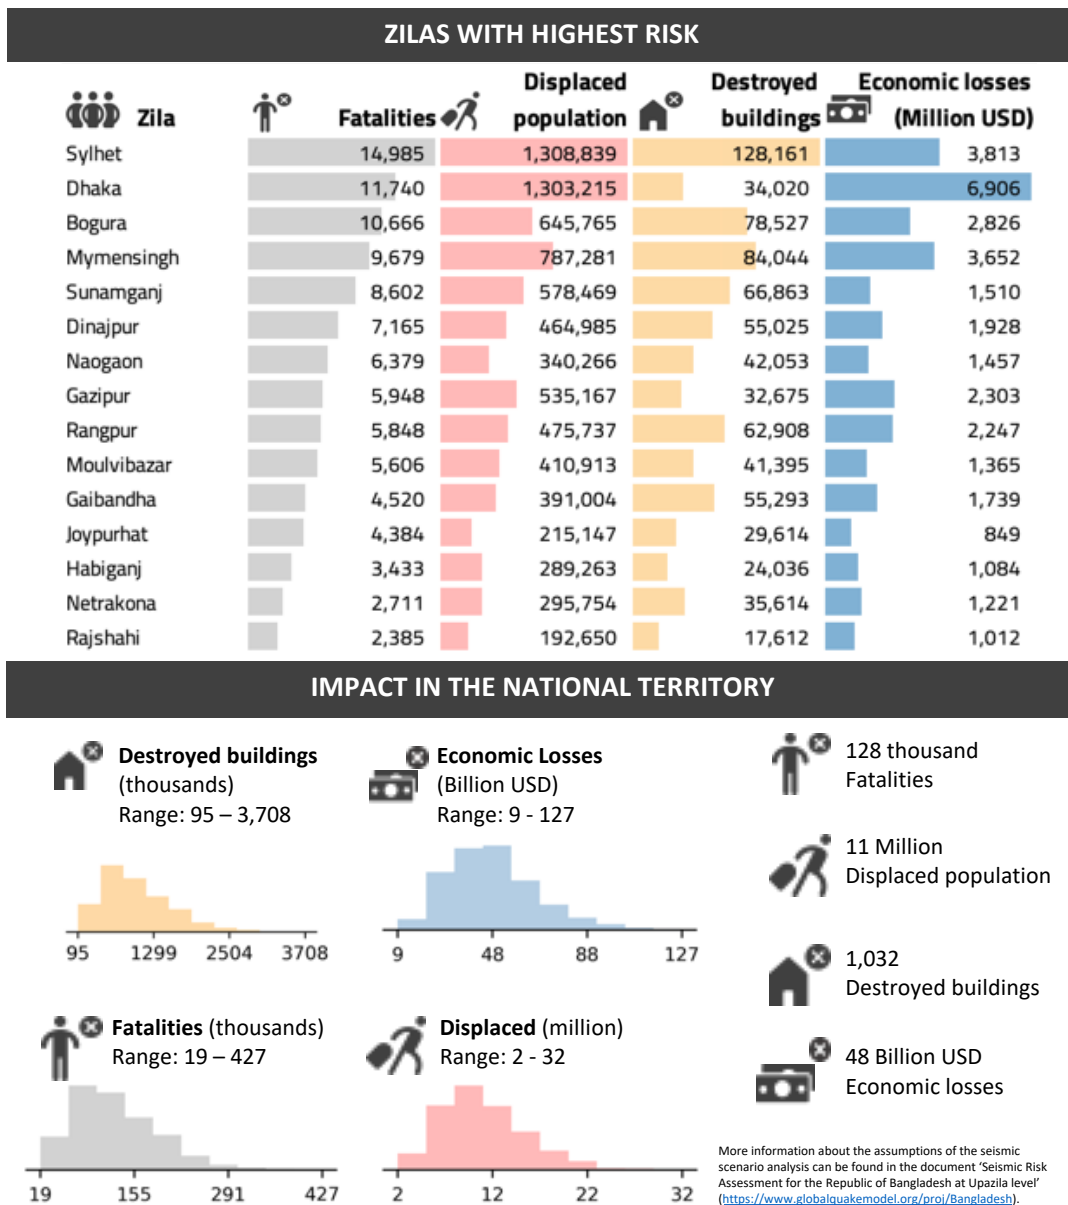 ZILAS WITH HIGHEST RISK
Zila Fatalities Displaced population Destroyed buildings Economic losses (Million USD)
Sylhet 14,985 1,308,839 128,161 3,813
Dhaka 11,740 1,303,215 34,020 6,906
Bogura 10,666 645,765 78,527 2,826
Mymensingh 9,679 787,281 84,044 3,652
Sunamganj 8,602 578,469 66,863 1,510
Dinajpur 7,165 464,985 55,025 1,928
Naogaon 6,379 340,266 42,053 1,457
Gazipur 5,948 535,167 32,675 2,303
Rangpur 5,848 475,737 62,908 2,247
Moulvibazar 5,606 410,913 41,395 1,365
Gaibandha 4,520 391,004 55,293 1,739
Joypurhat 4,384 215,147 29,614 849
Habiganj 3,433 289,263 24,036 1,084
Netrakona 2,711 295,754 35,614 1,221
Rajshahi 2,385 192,650 17,612 1,012
IMPACT IN THE NATIONAL TERRITORY
Destroyed buildings
(thousands)
Range: 95 – 3,708
95 1299 2504 3708
Economic Losses
(Billion USD)
Range: 9 - 127
9 48 88 127
Fatalities (thousands)
Range: 19 – 427
19 155 291 427
Displaced (million)
Range: 2 - 32
2 12 22 32
128 thousand
Fatalities
11 Million
Displaced population
1,032
Destroyed buildings
48 Billion USD
Economic losses
More information about the assumptions of the seismic
scenario analysis can be found in the document ‘Seismic Risk
Assessment for the Republic of Bangladesh at Upazila level’
(https://www.globalquakemodel.org/proj/Bangladesh).